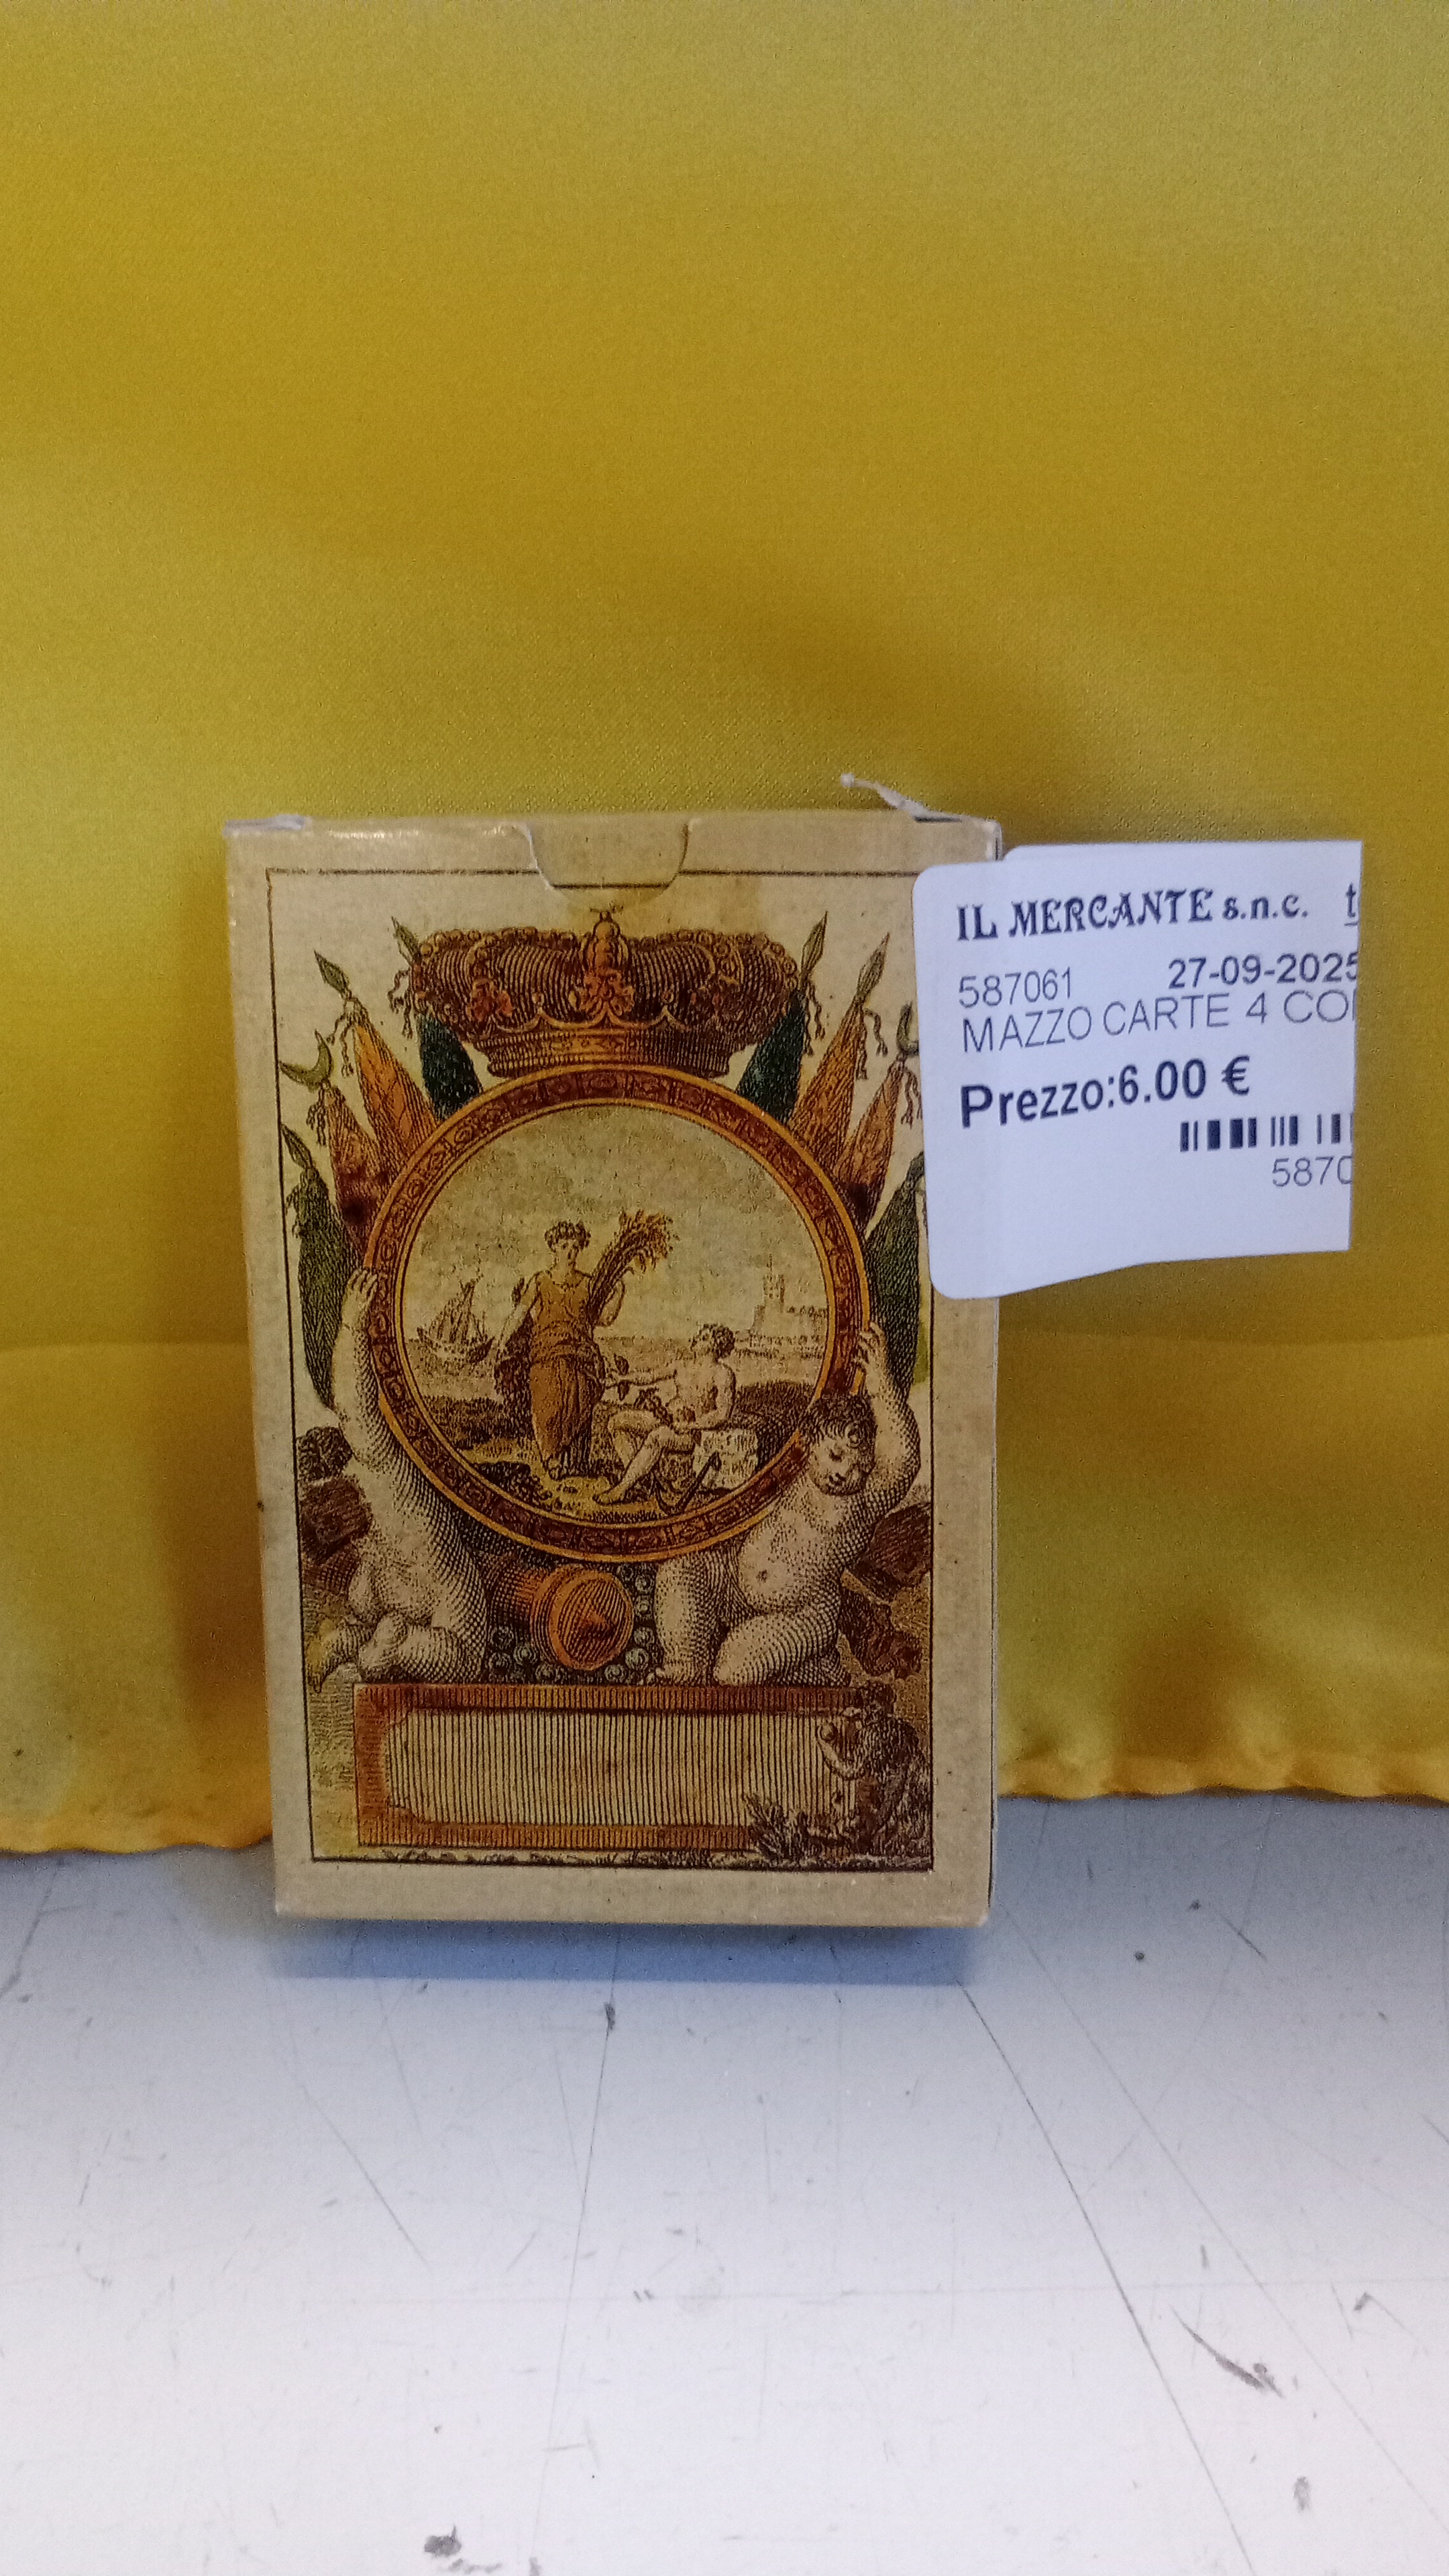 IL MERCANTE s.n.c.
587061 27-09-2025
MAZZO CARTE 4 CO
Prezzo:6.00 €
5870